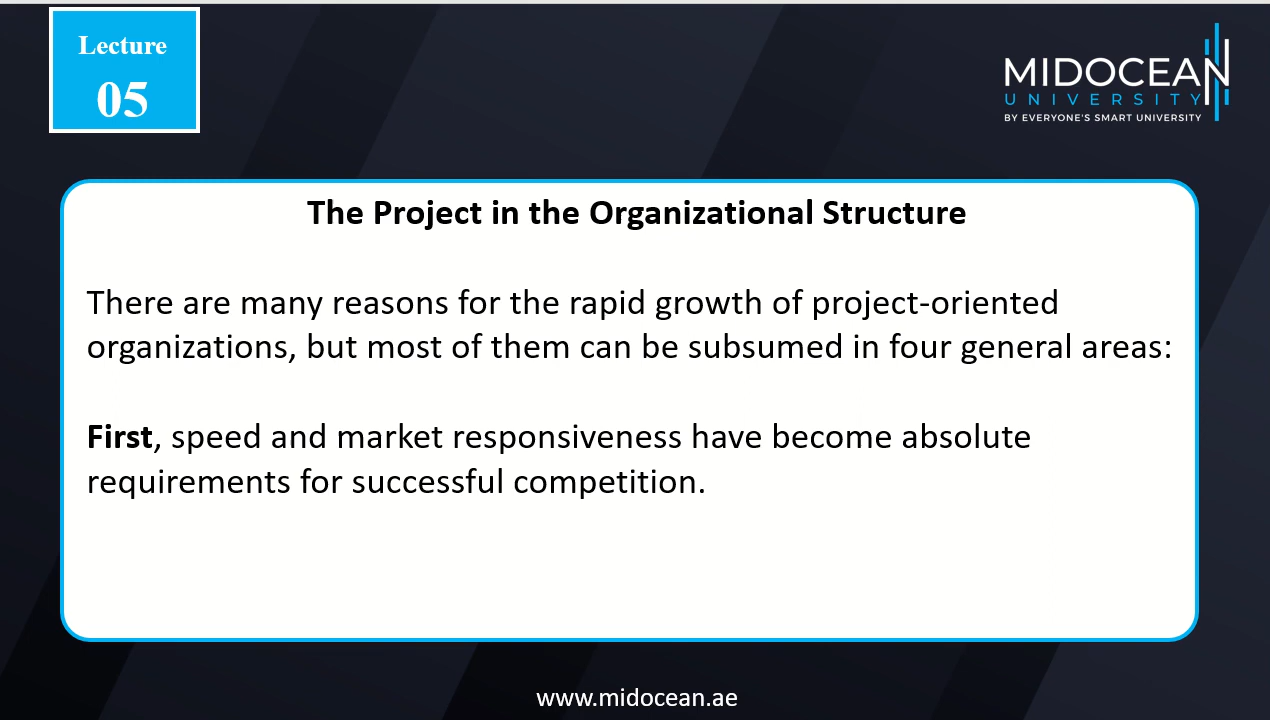 Lecture
05
MIDOCEAN
UNIVERSITY
BY EVERYONE'S SMART UNIVERSITY
The Project in the Organizational Structure
There are many reasons for the rapid growth of project-oriented
organizations, but most of them can be subsumed in four general areas:
First, speed and market responsiveness have become absolute
requirements for successful competition.
www.midocean.ae